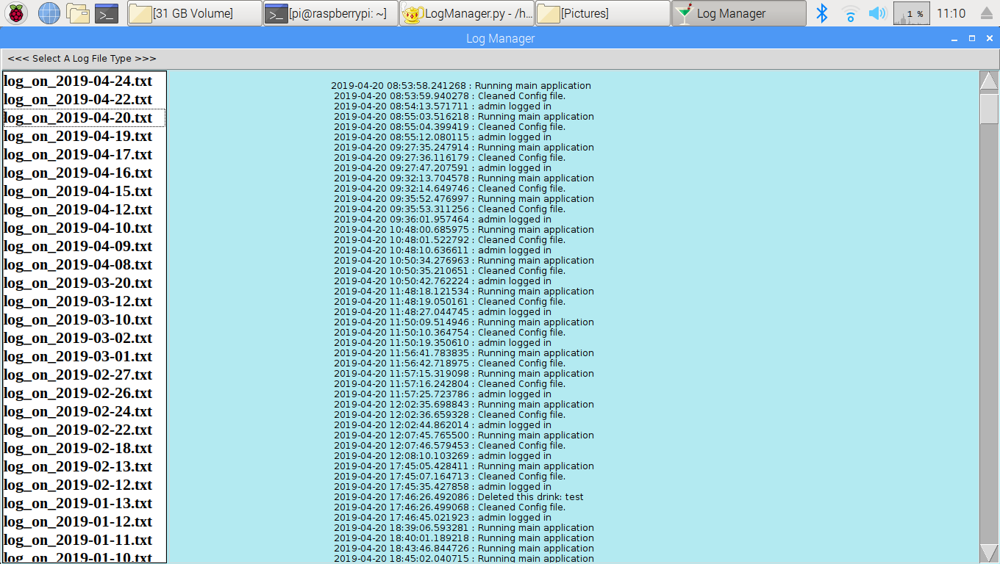 [31 GB Volume]
[pi@raspberrypi: ~]
LogManager.py - /h...
[Pictures]
Log Manager
1 %
11:10
Log Manager
<<< Select A Log File Type >>>
log_on_2019-04-24.txt
log_on_2019-04-22.txt
log_on_2019-04-20.txt
log_on_2019-04-19.txt
log_on_2019-04-17.txt
log_on_2019-04-16.txt
log_on_2019-04-15.txt
log_on_2019-04-12.txt
log_on_2019-04-10.txt
log_on_2019-04-09.txt
log_on_2019-04-08.txt
log_on_2019-03-20.txt
log_on_2019-03-12.txt
log_on_2019-03-10.txt
log_on_2019-03-02.txt
log_on_2019-03-01.txt
log_on_2019-02-27.txt
log_on_2019-02-26.txt
log_on_2019-02-24.txt
log_on_2019-02-22.txt
log_on_2019-02-18.txt
log_on_2019-02-13.txt
log_on_2019-02-12.txt
log_on_2019-01-13.txt
log_on_2019-01-12.txt
log_on_2019-01-11.txt
log_on_2019-01-10.txt
2019-04-20 08:53:58.241268 : Running main application
2019-04-20 08:53:59.940278 : Cleaned Config file.
2019-04-20 08:54:13.571711 : admin logged in
2019-04-20 08:55:03.516218 : Running main application
2019-04-20 08:55:04.399419 : Cleaned Config file.
2019-04-20 08:55:12.080115 : admin logged in
2019-04-20 09:27:35.247914 : Running main application
2019-04-20 09:27:36.116179 : Cleaned Config file.
2019-04-20 09:27:47.207591 : admin logged in
2019-04-20 09:32:13.704578 : Running main application
2019-04-20 09:32:14.649746 : Cleaned Config file.
2019-04-20 09:35:52.476997 : Running main application
2019-04-20 09:35:53.311256 : Cleaned Config file.
2019-04-20 09:36:01.957464 : admin logged in
2019-04-20 10:48:00.685975 : Running main application
2019-04-20 10:48:01.522792 : Cleaned Config file.
2019-04-20 10:48:10.636611 : admin logged in
2019-04-20 10:50:34.276963 : Running main application
2019-04-20 10:50:35.210651 : Cleaned Config file.
2019-04-20 10:50:42.762224 : admin logged in
2019-04-20 11:48:18.121534 : Running main application
2019-04-20 11:48:19.050161 : Cleaned Config file.
2019-04-20 11:48:27.044745 : admin logged in
2019-04-20 11:50:09.514946 : Running main application
2019-04-20 11:50:10.364754 : Cleaned Config file.
2019-04-20 11:50:19.350610 : admin logged in
2019-04-20 11:56:41.783835 : Running main application
2019-04-20 11:56:42.718975 : Cleaned Config file.
2019-04-20 11:57:15.319098 : Running main application
2019-04-20 11:57:16.242804 : Cleaned Config file.
2019-04-20 11:57:25.723786 : admin logged in
2019-04-20 12:02:35.698843 : Running main application
2019-04-20 12:02:36.659328 : Cleaned Config file.
2019-04-20 12:02:44.862014 : admin logged in
2019-04-20 12:07:45.765500 : Running main application
2019-04-20 12:07:46.579453 : Cleaned Config file.
2019-04-20 12:08:10.103269 : admin logged in
2019-04-20 17:45:05.428411 : Running main application
2019-04-20 17:45:07.164713 : Cleaned Config file.
2019-04-20 17:45:35.427858 : admin logged in
2019-04-20 17:46:26.492086 : Deleted this drink: test
2019-04-20 17:46:26.499068 : Cleaned Config file.
2019-04-20 17:46:45.021923 : admin logged in
2019-04-20 18:39:06.593281 : Running main application
2019-04-20 18:40:01.189218 : Running main application
2019-04-20 18:43:46.844726 : Running main application
2019-04-20 18:45:02.040715 : Running main application